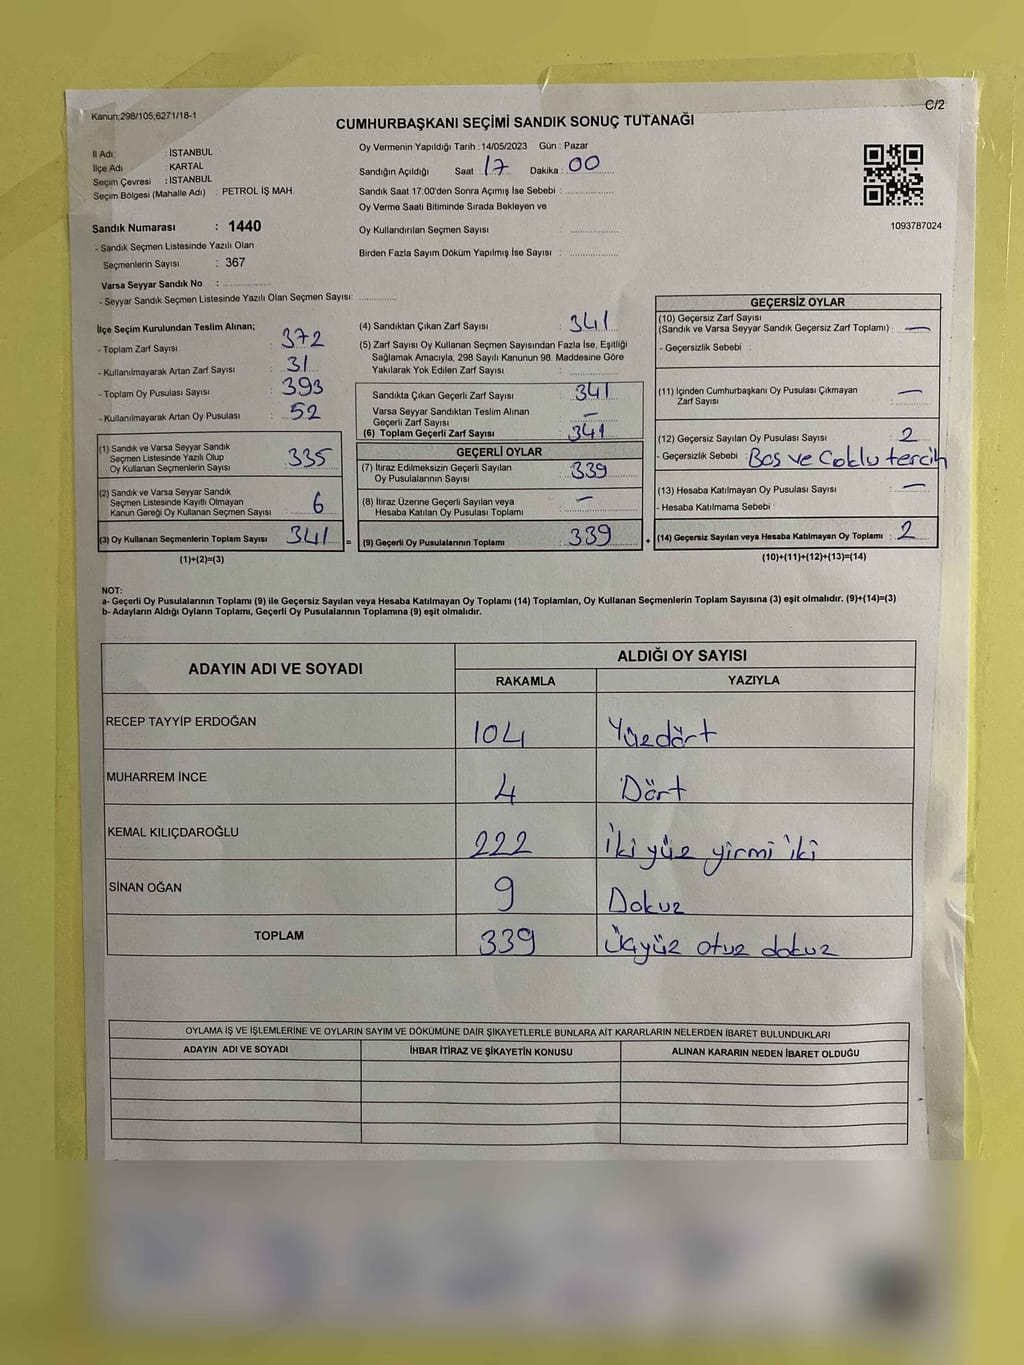 Kanun:298/105;6271/18-1
C/2
CUMHURBAŞKANI SEÇİMİ SANDIK SONUÇ TUTANAĞI
İl Adı : İSTANBUL
İlçe Adı : KARTAL
Seçim Çevresi : İSTANBUL
Seçim Bölgesi (Mahalle Adı) : PETROL İŞ MAH.
Sandık Numarası : 1440
- Sandık Seçmen Listesinde Yazılı Olan
Seçmenlerin Sayısı : 367
Varsa Seyyar Sandık No :
- Seyyar Sandık Seçmen Listesinde Yazılı Olan Seçmen Sayısı:
Oy Vermenin Yapıldığı Tarih : 14/05/2023 Gün : Pazar
Sandığın Açıldığı Saat 17 Dakika : 00
Sandık Saat 17:00'den Sonra Açımış İse Sebebi :
Oy Verme Saati Bitiminde Sırada Bekleyen ve
Oy Kullandırılan Seçmen Sayısı :
Birden Fazla Sayım Döküm Yapılmış İse Sayısı :
1093787024
İlçe Seçim Kurulundan Teslim Alınan;
- Toplam Zarf Sayısı : 372
- Kullanılmayarak Artan Zarf Sayısı : 31
- Toplam Oy Pusulası Sayısı : 393
- Kullanılmayarak Artan Oy Pusulası : 52
(1) Sandık ve Varsa Seyyar Sandık
Seçmen Listesinde Yazılı Olup
Oy Kullanan Seçmenlerin Sayısı : 335
(2) Sandık ve Varsa Seyyar Sandık
Seçmen Listesinde Kayıtlı Olmayan
Kanun Gereği Oy Kullanan Seçmen Sayısı : 6
(3) Oy Kullanan Seçmenlerin Toplam Sayısı : 341 =
(1)+(2)=(3)
(4) Sandıktan Çıkan Zarf Sayısı : 341
(5) Zarf Sayısı Oy Kullanan Seçmen Sayısından Fazla İse, Eşitliği
Sağlamak Amacıyla, 298 Sayılı Kanunun 98. Maddesine Göre
Yakılarak Yok Edilen Zarf Sayısı :
Sandıkta Çıkan Geçerli Zarf Sayısı : 341
Varsa Seyyar Sandıktan Teslim Alınan
Geçerli Zarf Sayısı : -
(6) Toplam Geçerli Zarf Sayısı : 341
GEÇERLİ OYLAR
(7) İtiraz Edilmeksizin Geçerli Sayılan
Oy Pusulalarının Sayısı : 339
(8) İtiraz Üzerine Geçerli Sayılan veya
Hesaba Katılan Oy Pusulası Toplamı : -
(9) Geçerli Oy Pusulalarının Toplamı : 339 +
GEÇERSİZ OYLAR
(10) Geçersiz Zarf Sayısı
(Sandık ve Varsa Seyyar Sandık Geçersiz Zarf Toplamı) : -
- Geçersizlik Sebebi :
(11) İçinden Cumhurbaşkanı Oy Pusulası Çıkmayan
Zarf Sayısı : -
(12) Geçersiz Sayılan Oy Pusulası Sayısı : 2
- Geçersizlik Sebebi : Boş ve Çoklu tercih
(13) Hesaba Katılmayan Oy Pusulası Sayısı : -
- Hesaba Katılmama Sebebi :
(14) Geçersiz Sayılan veya Hesaba Katılmayan Oy Toplamı : 2
(10)+(11)+(12)+(13)=(14)
NOT:
a- Geçerli Oy Pusulalarının Toplamı (9) ile Geçersiz Sayılan veya Hesaba Katılmayan Oy Toplamı (14) Toplamları, Oy Kullanan Seçmenlerin Toplam Sayısına (3) eşit olmalıdır. (9)+(14)=(3)
b- Adayların Aldığı Oyların Toplamı, Geçerli Oy Pusulalarının Toplamına (9) eşit olmalıdır.
ADAYIN ADI VE SOYADI ALDIĞI OY SAYISI
RAKAMLA YAZIYLA
RECEP TAYYİP ERDOĞAN 104 Yüzdört
MUHARREM İNCE 4 Dört
KEMAL KILIÇDAROĞLU 222 İki yüz yirmi iki
SİNAN OĞAN 9 Dokuz
TOPLAM 339 Üçyüz otuz dokuz
OYLAMA İŞ VE İŞLEMLERİNE VE OYLARIN SAYIM VE DÖKÜMÜNE DAİR ŞİKAYETLERLE BUNLARA AİT KARARLARIN NELERDEN İBARET BULUNDUKLARI
ADAYIN ADI VE SOYADI İHBAR İTİRAZ VE ŞİKAYETİN KONUSU ALINAN KARARIN NEDEN İBARET OLDUĞU